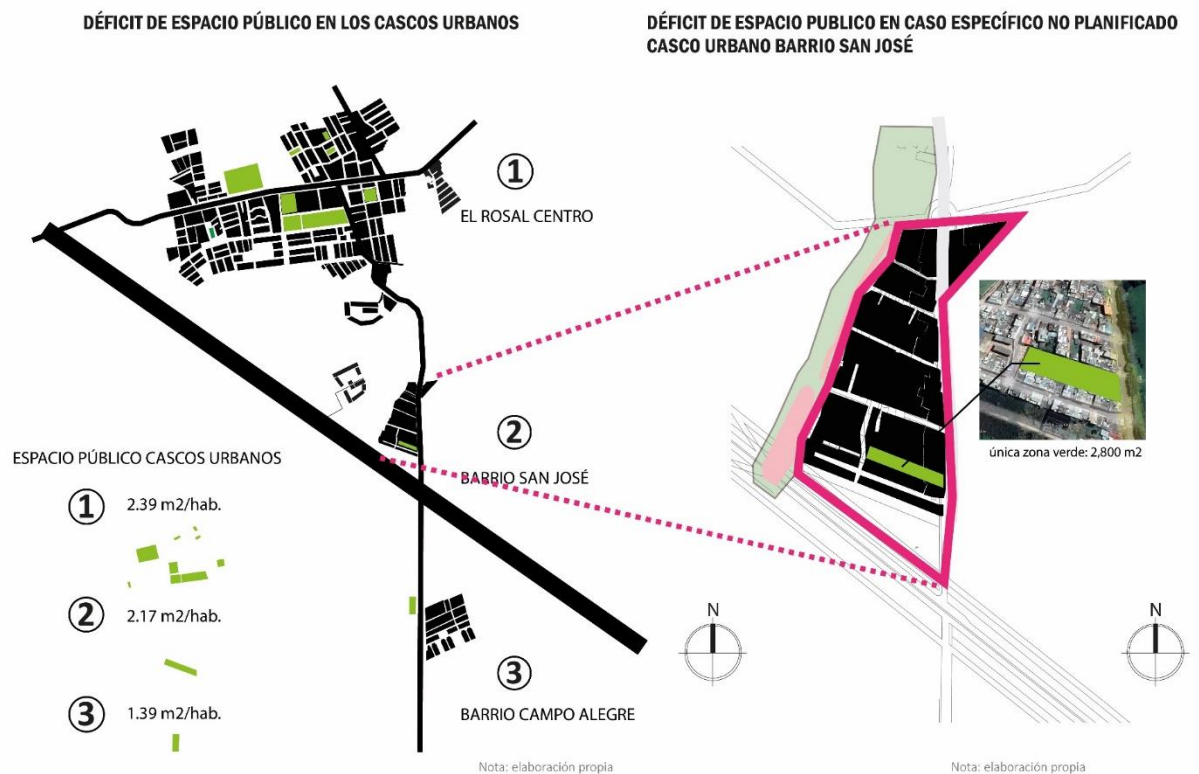 DÉFICIT DE ESPACIO PÚBLICO EN LOS CASCOS URBANOS
①
EL ROSAL CENTRO
②
BARRIO SAN JOSÉ
ESPACIO PÚBLICO CASCOS URBANOS
① 2.39 m2/hab.
② 2.17 m2/hab.
③ 1.39 m2/hab.
③
BARRIO CAMPO ALEGRE
N
Nota: elaboración propia
DÉFICIT DE ESPACIO PUBLICO EN CASO ESPECÍFICO NO PLANIFICADO
CASCO URBANO BARRIO SAN JOSÉ
única zona verde: 2,800 m2
N
Nota: elaboración propia